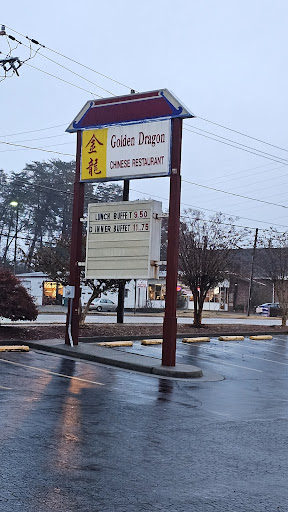 金龍
Golden Dragon
CHINESE RESTAURANT
LUNCH BUFFET 9.50
DINNER BUFFET 11.75